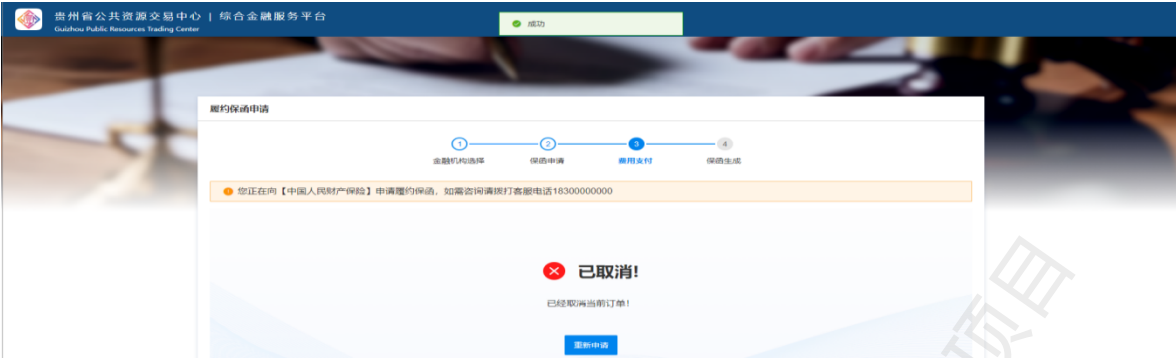 贵州省公共资源交易中心 | 综合金融服务平台
Guizhou Public Resources Trading Center
成功
履约保函申请
1 2 3 4
金融机构选择 保函申请 费用支付 保函生成
您正在向【中国人民财产保险】申请履约保函，如需咨询请拨打客服电话18300000000
已取消!
已经取消当前订单!
重新申请
项目